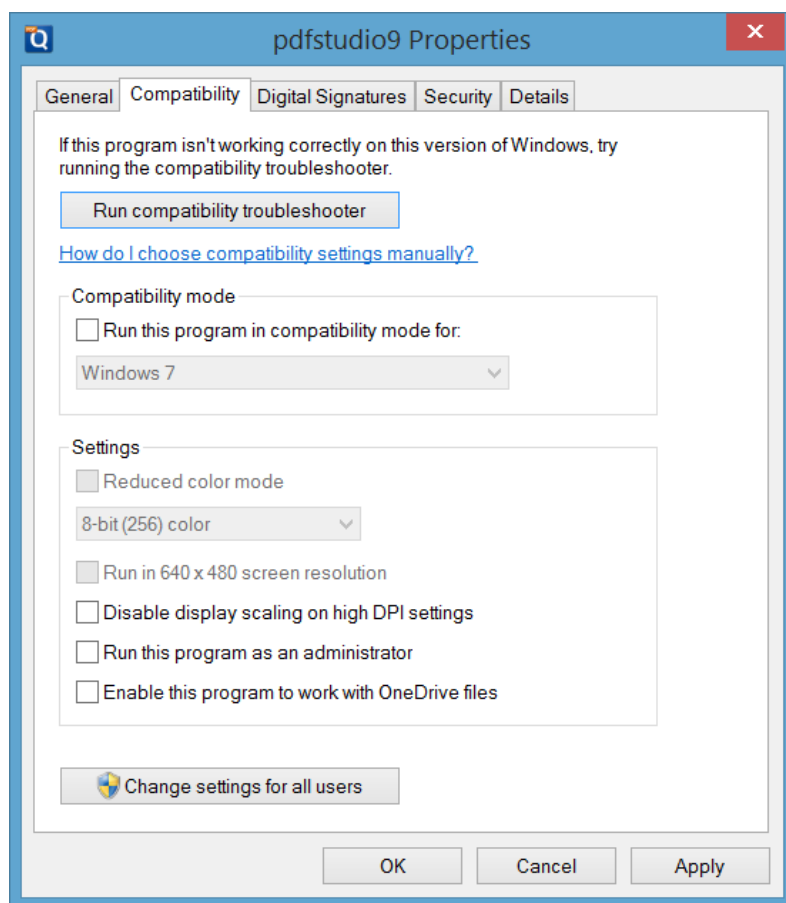 pdfstudio9 Properties
General Compatibility Digital Signatures Security Details
If this program isn't working correctly on this version of Windows, try
running the compatibility troubleshooter.
Run compatibility troubleshooter
How do I choose compatibility settings manually?
Compatibility mode
Run this program in compatibility mode for:
Windows 7
Settings
Reduced color mode
8-bit (256) color
Run in 640 x 480 screen resolution
Disable display scaling on high DPI settings
Run this program as an administrator
Enable this program to work with OneDrive files
Change settings for all users
OK Cancel Apply